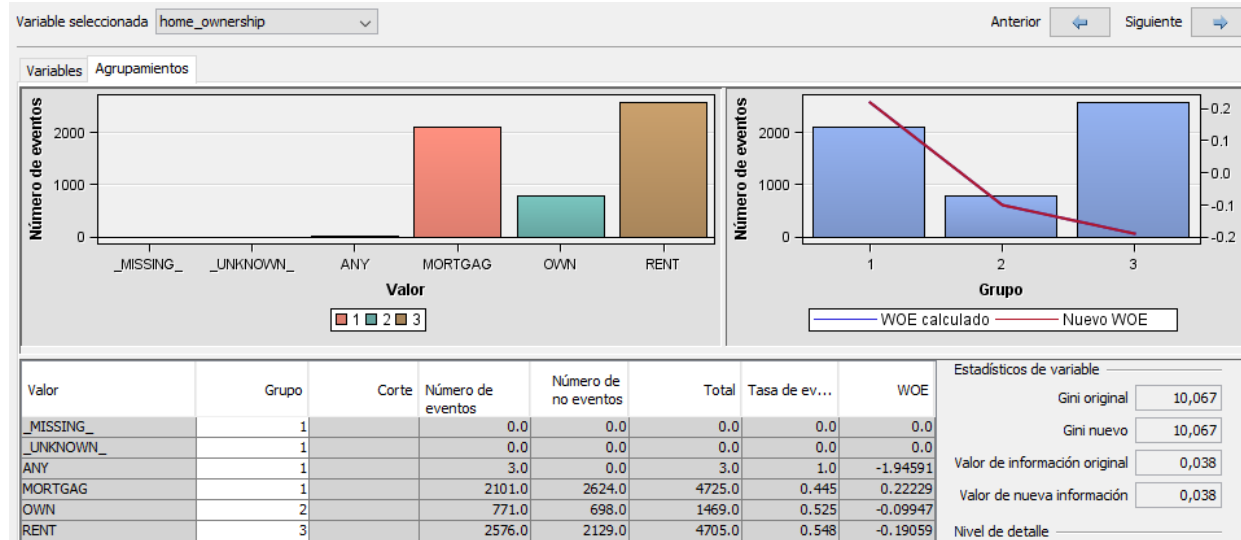 Variable seleccionada home_ownership Anterior Siguiente
Variables Agrupamientos
Número de eventos
2000
1000
0
_MISSING_ _UNKNOWN_ ANY MORTGAG OWN RENT
Valor
1 2 3
Número de eventos
2000
1000
0
0.2
0.1
0.0
-0.1
-0.2
1 2 3
Grupo
WOE calculado Nuevo WOE
Valor Grupo Corte Número de eventos Número de no eventos Total Tasa de ev... WOE
_MISSING_ 1 0.0 0.0 0.0 0.0 0.0
_UNKNOWN_ 1 0.0 0.0 0.0 0.0 0.0
ANY 1 3.0 0.0 3.0 1.0 -1.94591
MORTGAG 1 2101.0 2624.0 4725.0 0.445 0.22229
OWN 2 771.0 698.0 1469.0 0.525 -0.09947
RENT 3 2576.0 2129.0 4705.0 0.548 -0.19059
Estadísticos de variable
Gini original 10,067
Gini nuevo 10,067
Valor de información original 0,038
Valor de nueva información 0,038
Nivel de detalle